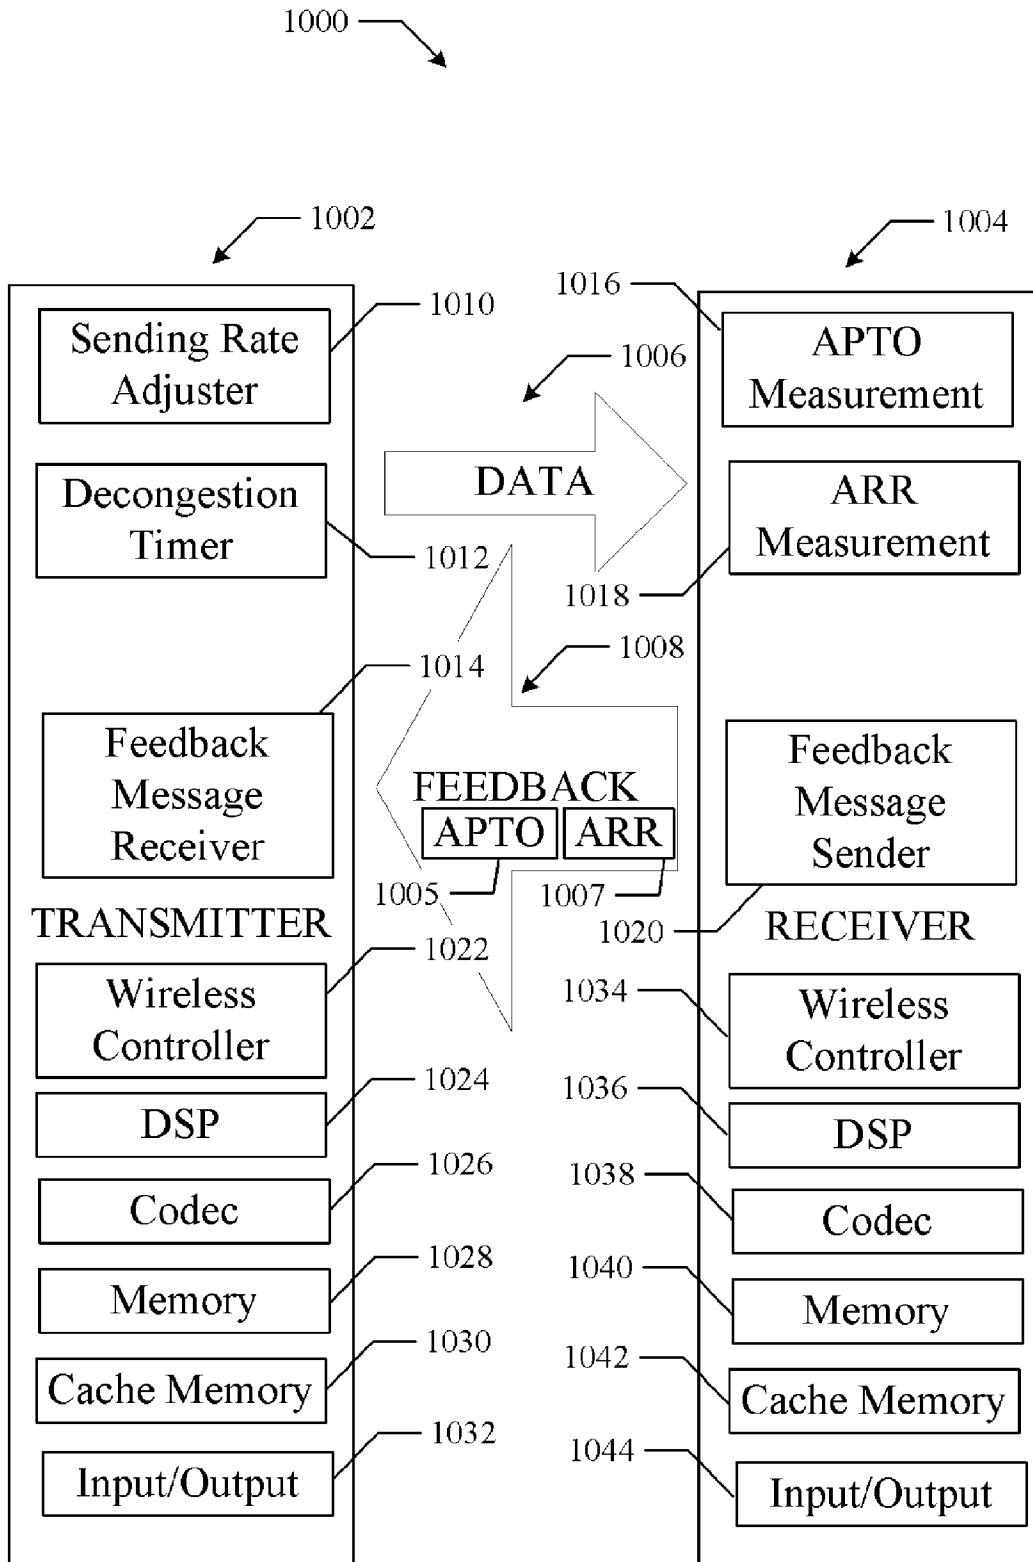 1000
1002
1004
1016
Sending Rate
Adjuster
1010
APTO
Measurement
1006
Decongestion
Timer
1012
DATA
ARR
Measurement
1018
1014
1008
Feedback
Message
Receiver
FEEDBACK
APTO
ARR
1005
1007
Feedback
Message
Sender
1020
TRANSMITTER
RECEIVER
1022
Wireless
Controller
1034
Wireless
Controller
1024
DSP
1036
DSP
1026
Codec
1038
Codec
1028
Memory
1040
Memory
1030
Cache Memory
1042
Cache Memory
1032
Input/Output
1044
Input/Output